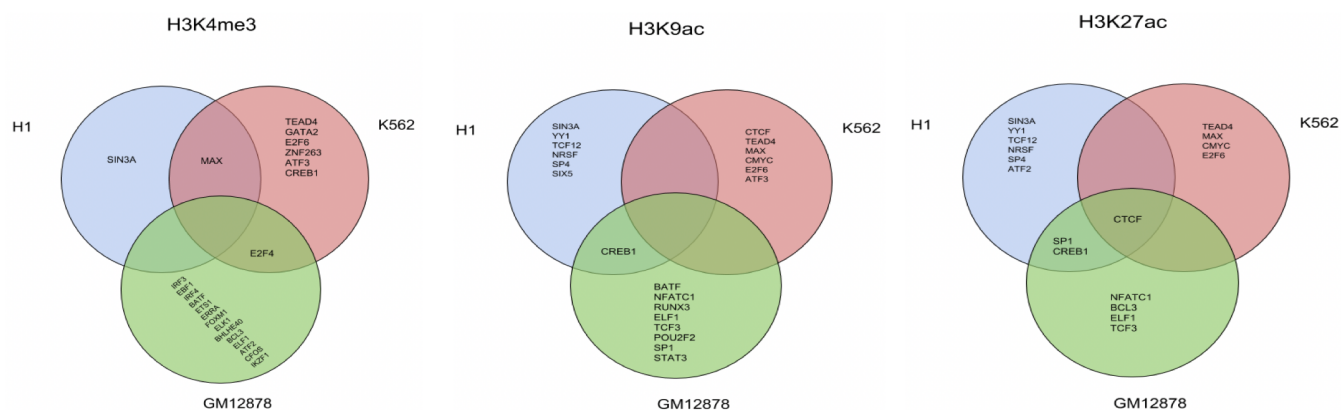 H3K4me3
H1
K562
SIN3A
MAX
TEAD4
GATA2
E2F6
ZNF263
ATF3
CREB1
E2F4
IRF3
EBF1
IRF4
BATF
ETS1
ERRA
FOXM1
ELK1
BHLHE40
BCL3
ELF1
ATF2
CFOS
IKZF1
GM12878
H3K9ac
H1
K562
SIN3A
YY1
TCF12
NRSF
SP4
SIX5
CTCF
TEAD4
MAX
CMYC
E2F6
ATF3
CREB1
BATF
NFATC1
RUNX3
ELF1
TCF3
POU2F2
SP1
STAT3
GM12878
H3K27ac
H1
K562
SIN3A
YY1
TCF12
NRSF
SP4
ATF2
TEAD4
MAX
CMYC
E2F6
CTCF
SP1
CREB1
NFATC1
BCL3
ELF1
TCF3
GM12878